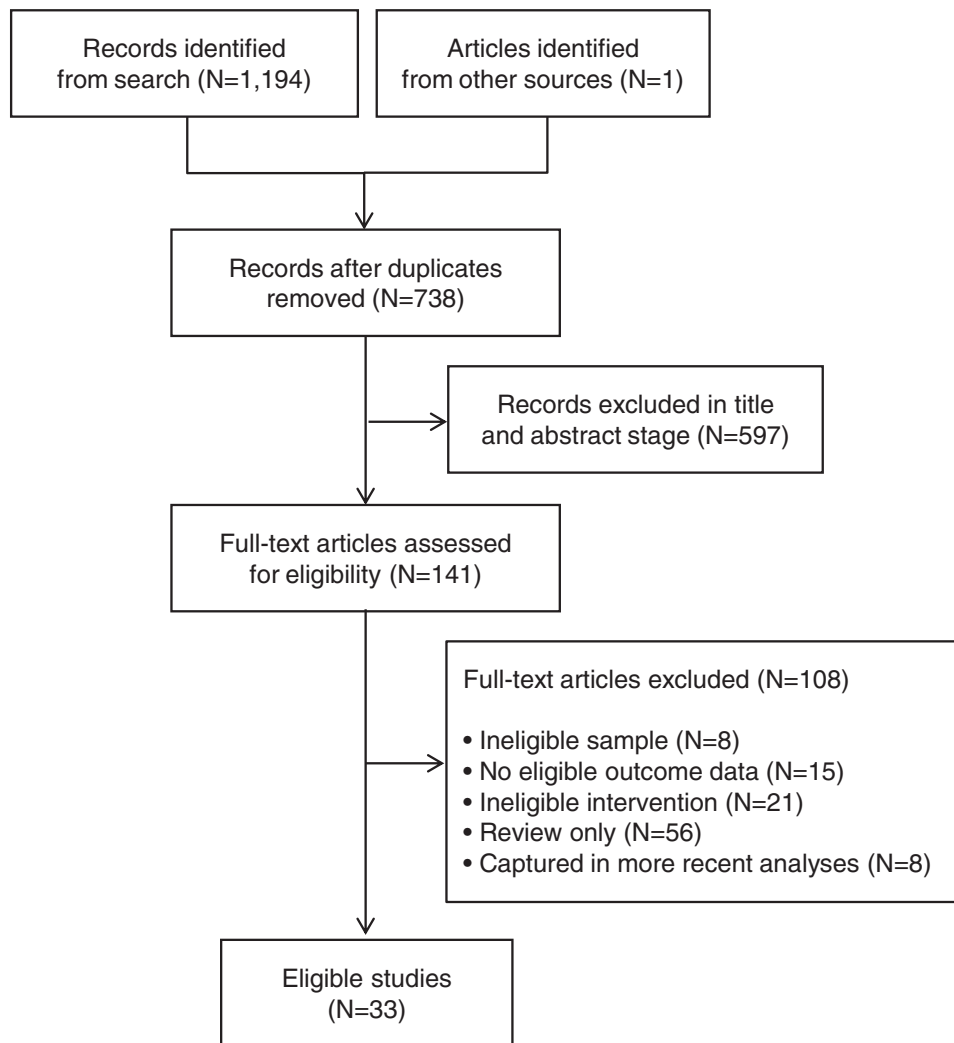 Records identified
from search (N=1,194)
Articles identified
from other sources (N=1)
Records after duplicates
removed (N=738)
Records excluded in title
and abstract stage (N=597)
Full-text articles assessed
for eligibility (N=141)
Full-text articles excluded (N=108)
• Ineligible sample (N=8)
• No eligible outcome data (N=15)
• Ineligible intervention (N=21)
• Review only (N=56)
• Captured in more recent analyses (N=8)
Eligible studies
(N=33)